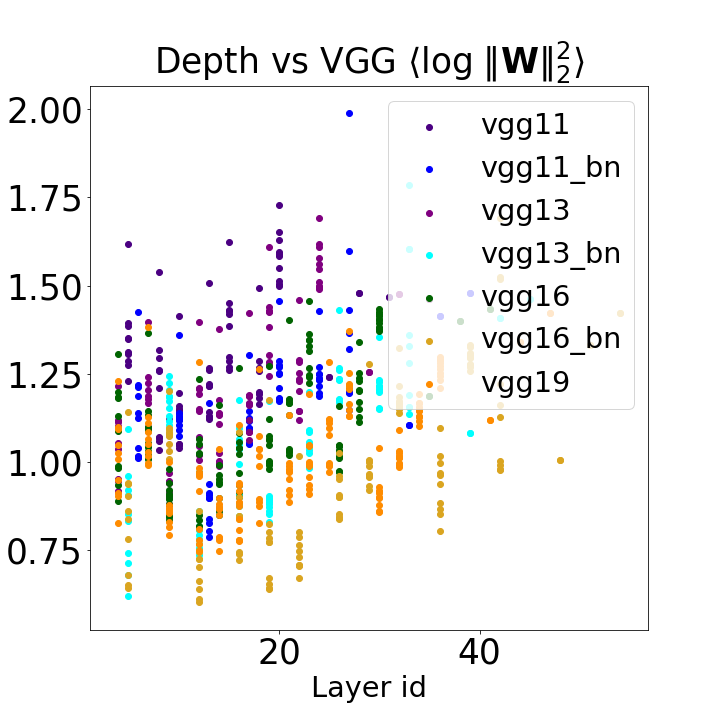 Depth vs VGG ⟨log ∥W∥₂²⟩
2.00
1.75
1.50
1.25
1.00
0.75
20 40
Layer id
vgg11
vgg11_bn
vgg13
vgg13_bn
vgg16
vgg16_bn
vgg19